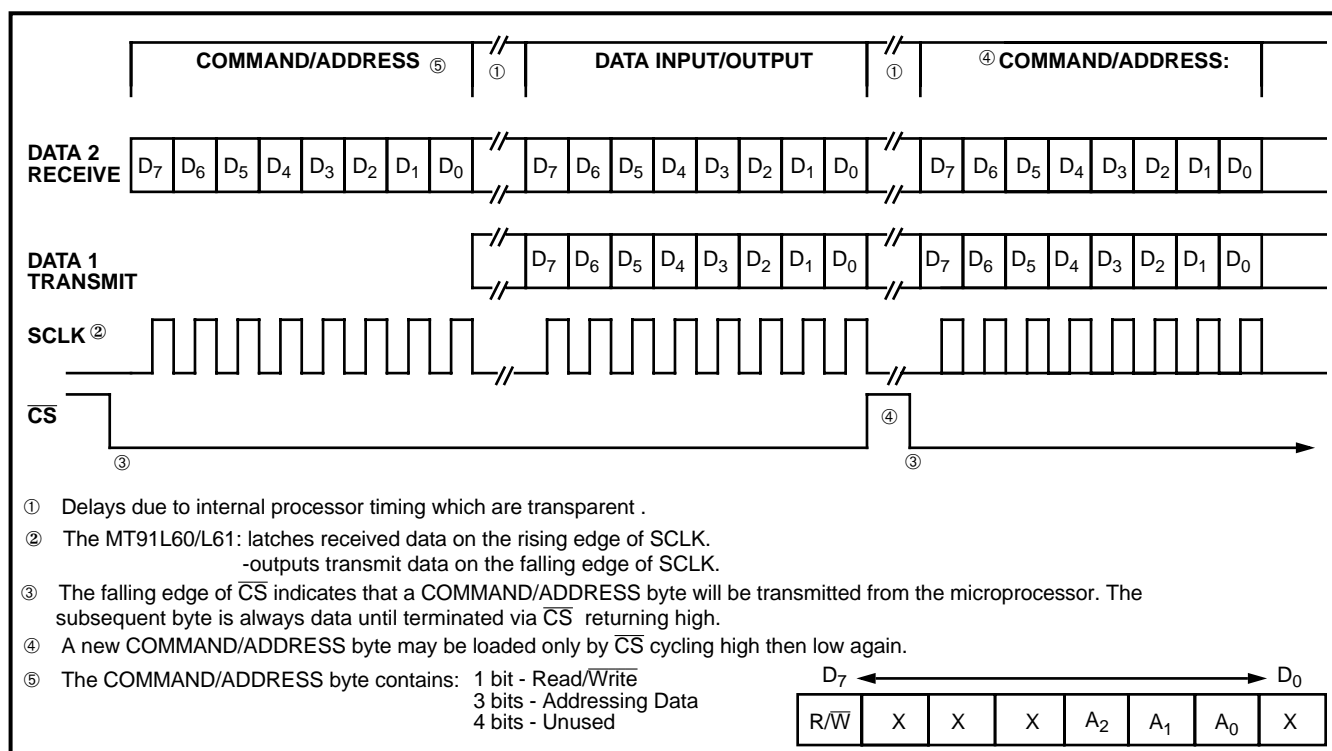 COMMAND/ADDRESS ⑤ ① DATA INPUT/OUTPUT ① ④ COMMAND/ADDRESS:
DATA 2
RECEIVE
D7 D6 D5 D4 D3 D2 D1 D0 D7 D6 D5 D4 D3 D2 D1 D0 D7 D6 D5 D4 D3 D2 D1 D0
DATA 1
TRANSMIT
D7 D6 D5 D4 D3 D2 D1 D0 D7 D6 D5 D4 D3 D2 D1 D0
SCLK ②
CS ④
③ ③
① Delays due to internal processor timing which are transparent .
② The MT91L60/L61: latches received data on the rising edge of SCLK.
-outputs transmit data on the falling edge of SCLK.
③ The falling edge of CS indicates that a COMMAND/ADDRESS byte will be transmitted from the microprocessor. The
subsequent byte is always data until terminated via CS returning high.
④ A new COMMAND/ADDRESS byte may be loaded only by CS cycling high then low again.
⑤ The COMMAND/ADDRESS byte contains: 1 bit - Read/Write
3 bits - Addressing Data
4 bits - Unused
D7 D0
R/W X X X A2 A1 A0 X